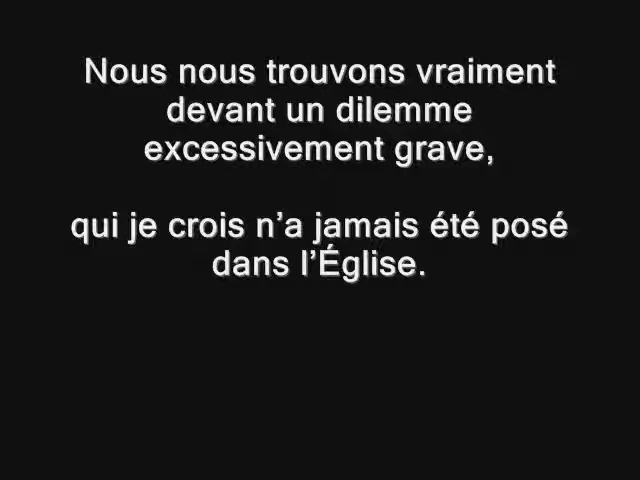 Nous nous trouvons vraiment
devant un dilemme
excessivement grave,
qui je crois n’a jamais été posé
dans l’Église.